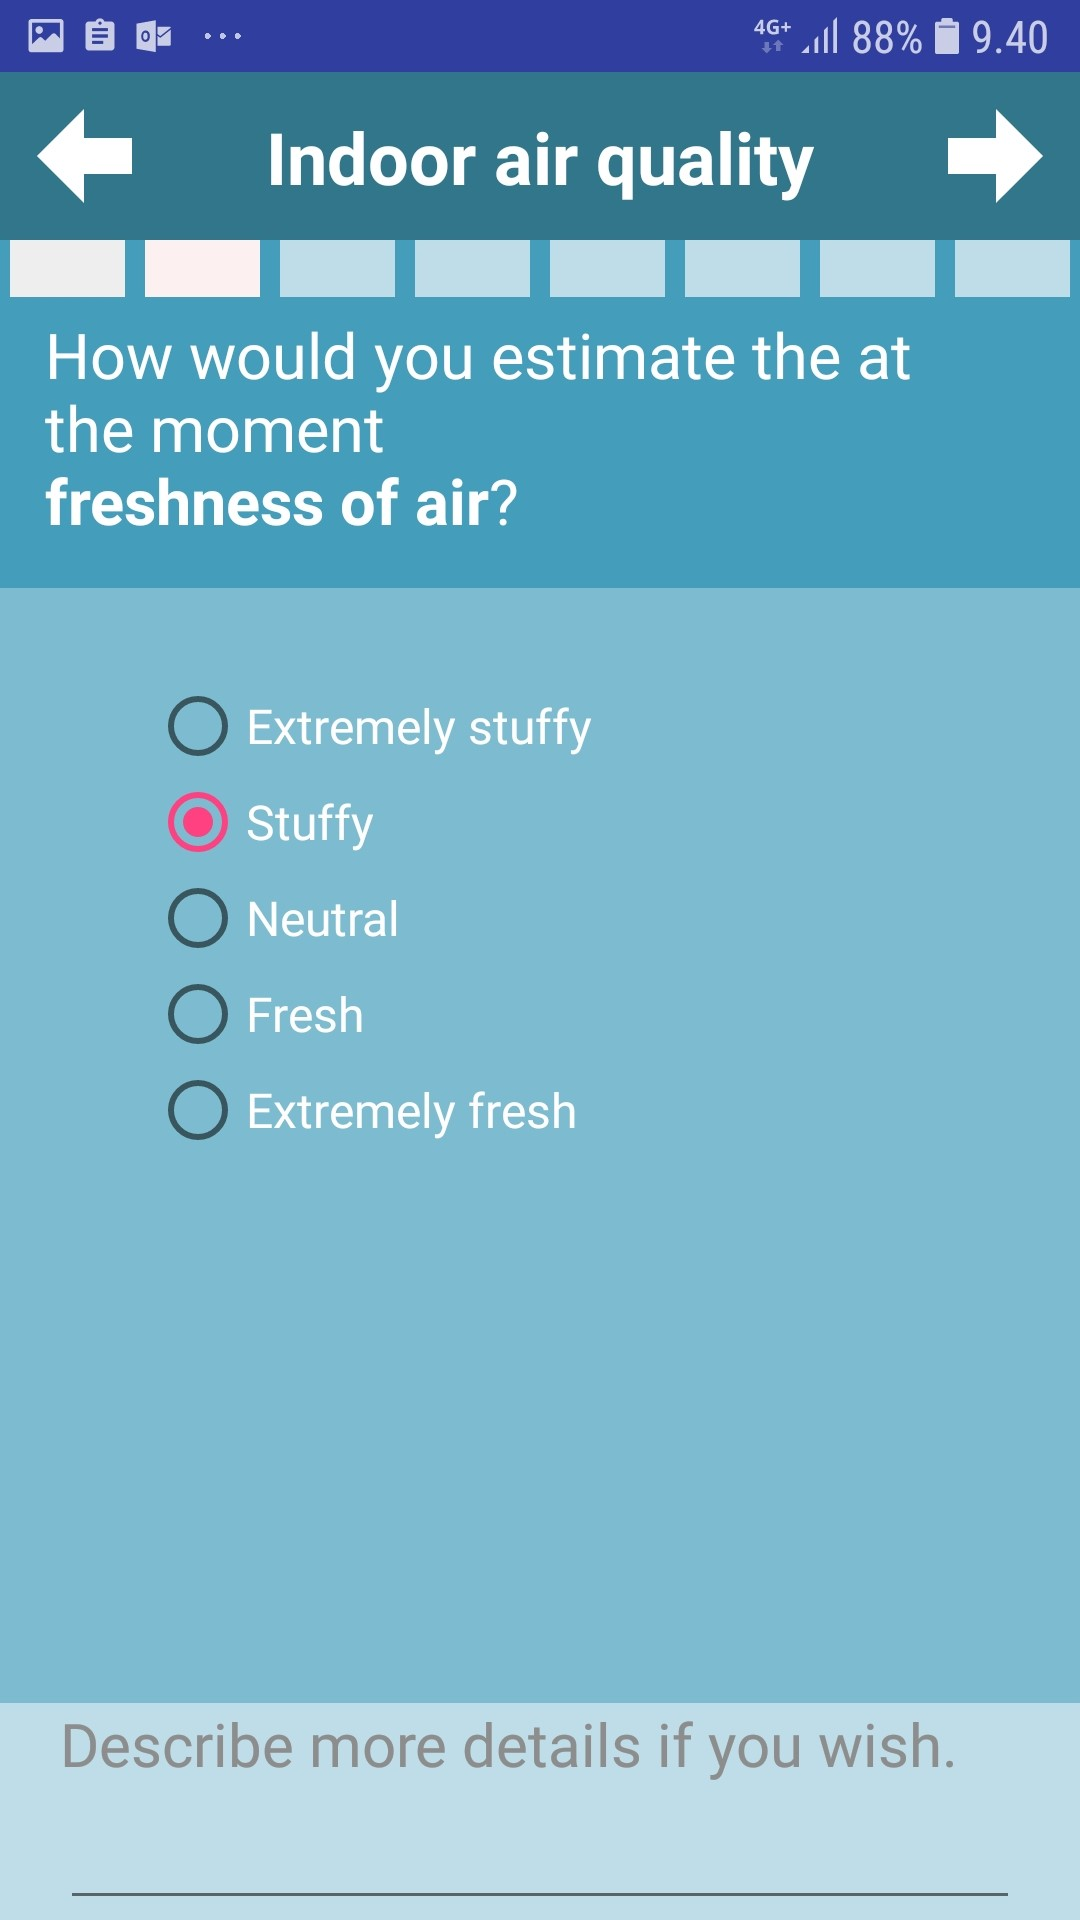 4G+ 88% 9.40
Indoor air quality
How would you estimate the at
the moment
freshness of air?
Extremely stuffy
Stuffy
Neutral
Fresh
Extremely fresh
Describe more details if you wish.